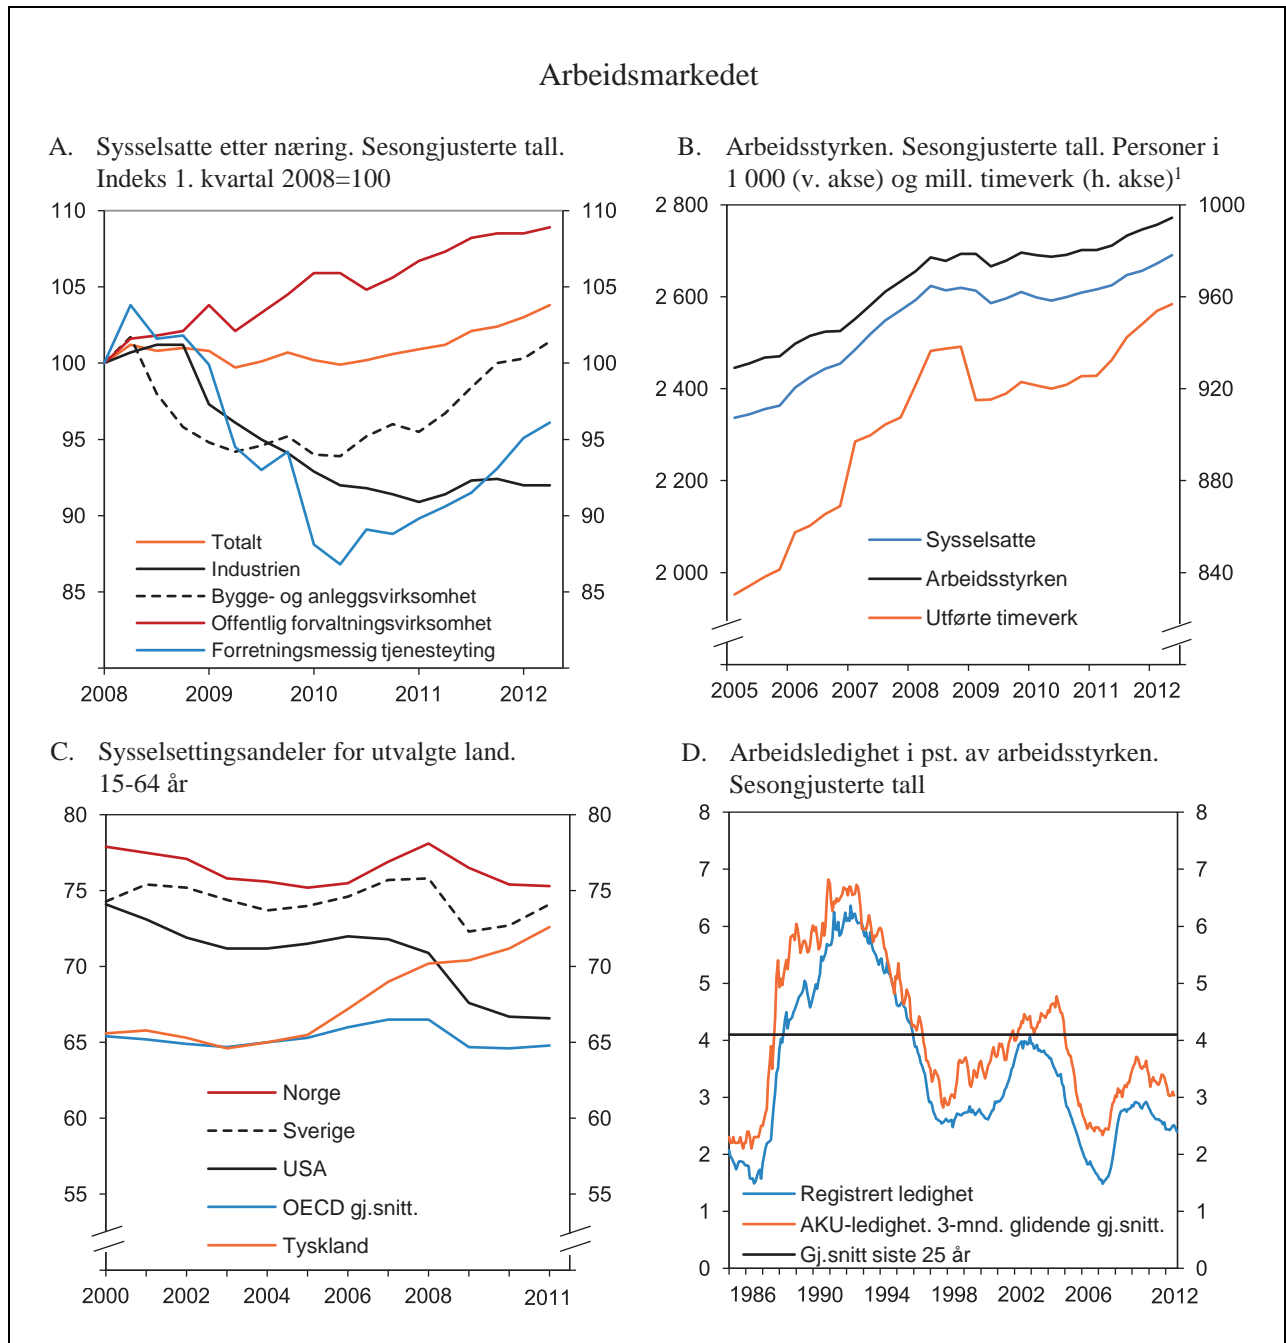 Arbeidsmarkedet
A. Sysselsatte etter næring. Sesongjusterte tall.
Indeks 1. kvartal 2008=100
110 110
105 105
100 100
95 95
90 90
85 85
Totalt
Industrien
Bygge- og anleggsvirksomhet
Offentlig forvaltningsvirksomhet
Forretningsmessig tjenesteyting
2008 2009 2010 2011 2012
B. Arbeidsstyrken. Sesongjusterte tall. Personer i
1 000 (v. akse) og mill. timeverk (h. akse)¹
2 800 1000
2 600 960
2 400 920
2 200 880
2 000 840
Sysselsatte
Arbeidsstyrken
Utførte timeverk
2005 2006 2007 2008 2009 2010 2011 2012
C. Sysselsettingsandeler for utvalgte land.
15-64 år
80 80
75 75
70 70
65 65
60 60
55 55
Norge
Sverige
USA
OECD gj.snitt.
Tyskland
2000 2002 2004 2006 2008 2011
D. Arbeidsledighet i pst. av arbeidsstyrken.
Sesongjusterte tall
8 8
7 7
6 6
5 5
4 4
3 3
2 2
1 1
0 0
Registrert ledighet
AKU-ledighet. 3-mnd. glidende gj.snitt.
Gj.snitt siste 25 år
1986 1990 1994 1998 2002 2006 2012